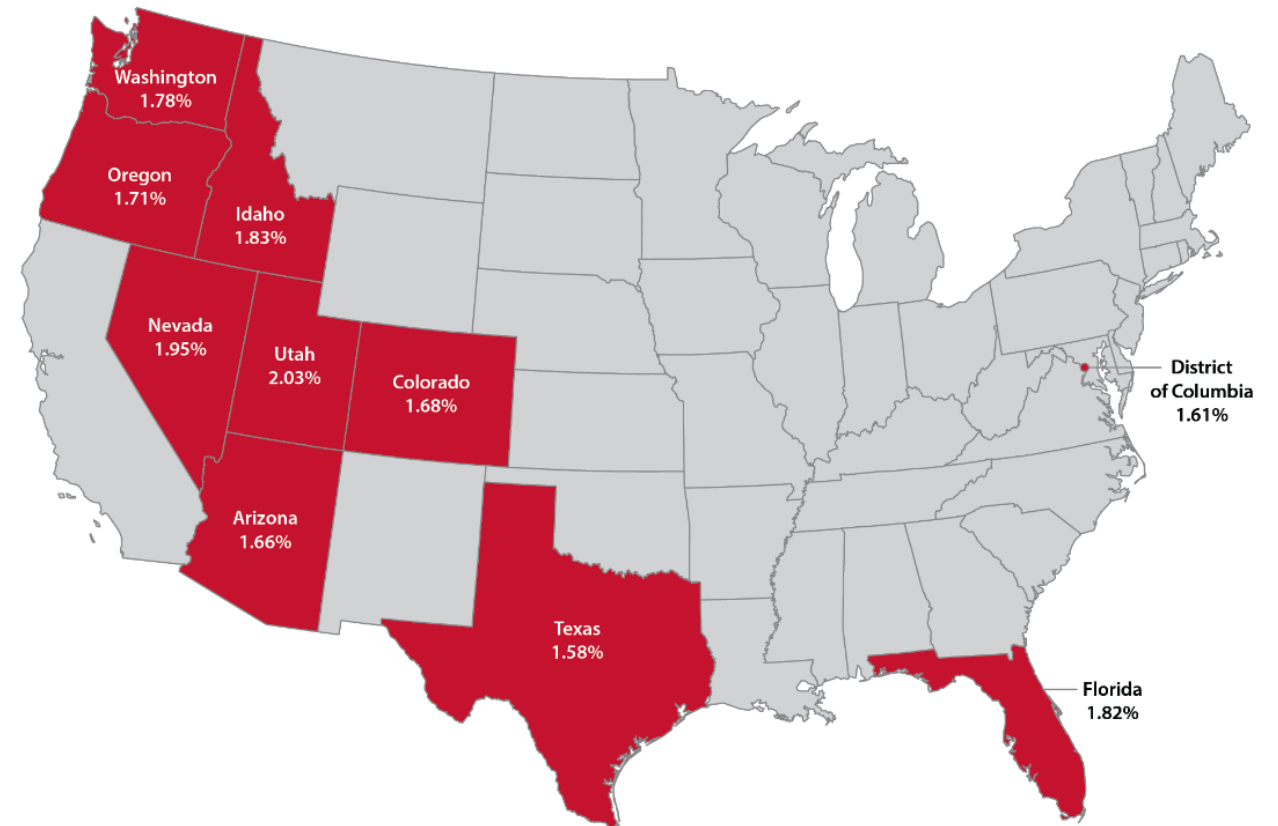 Washington
1.78%
Oregon
1.71%
Idaho
1.83%
Nevada
1.95%
Utah
2.03%
Colorado
1.68%
District
of Columbia
1.61%
Arizona
1.66%
Texas
1.58%
Florida
1.82%